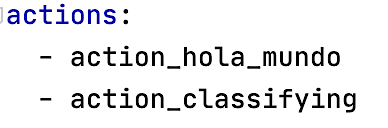 actions:
  - action_hola_mundo
  - action_classifying